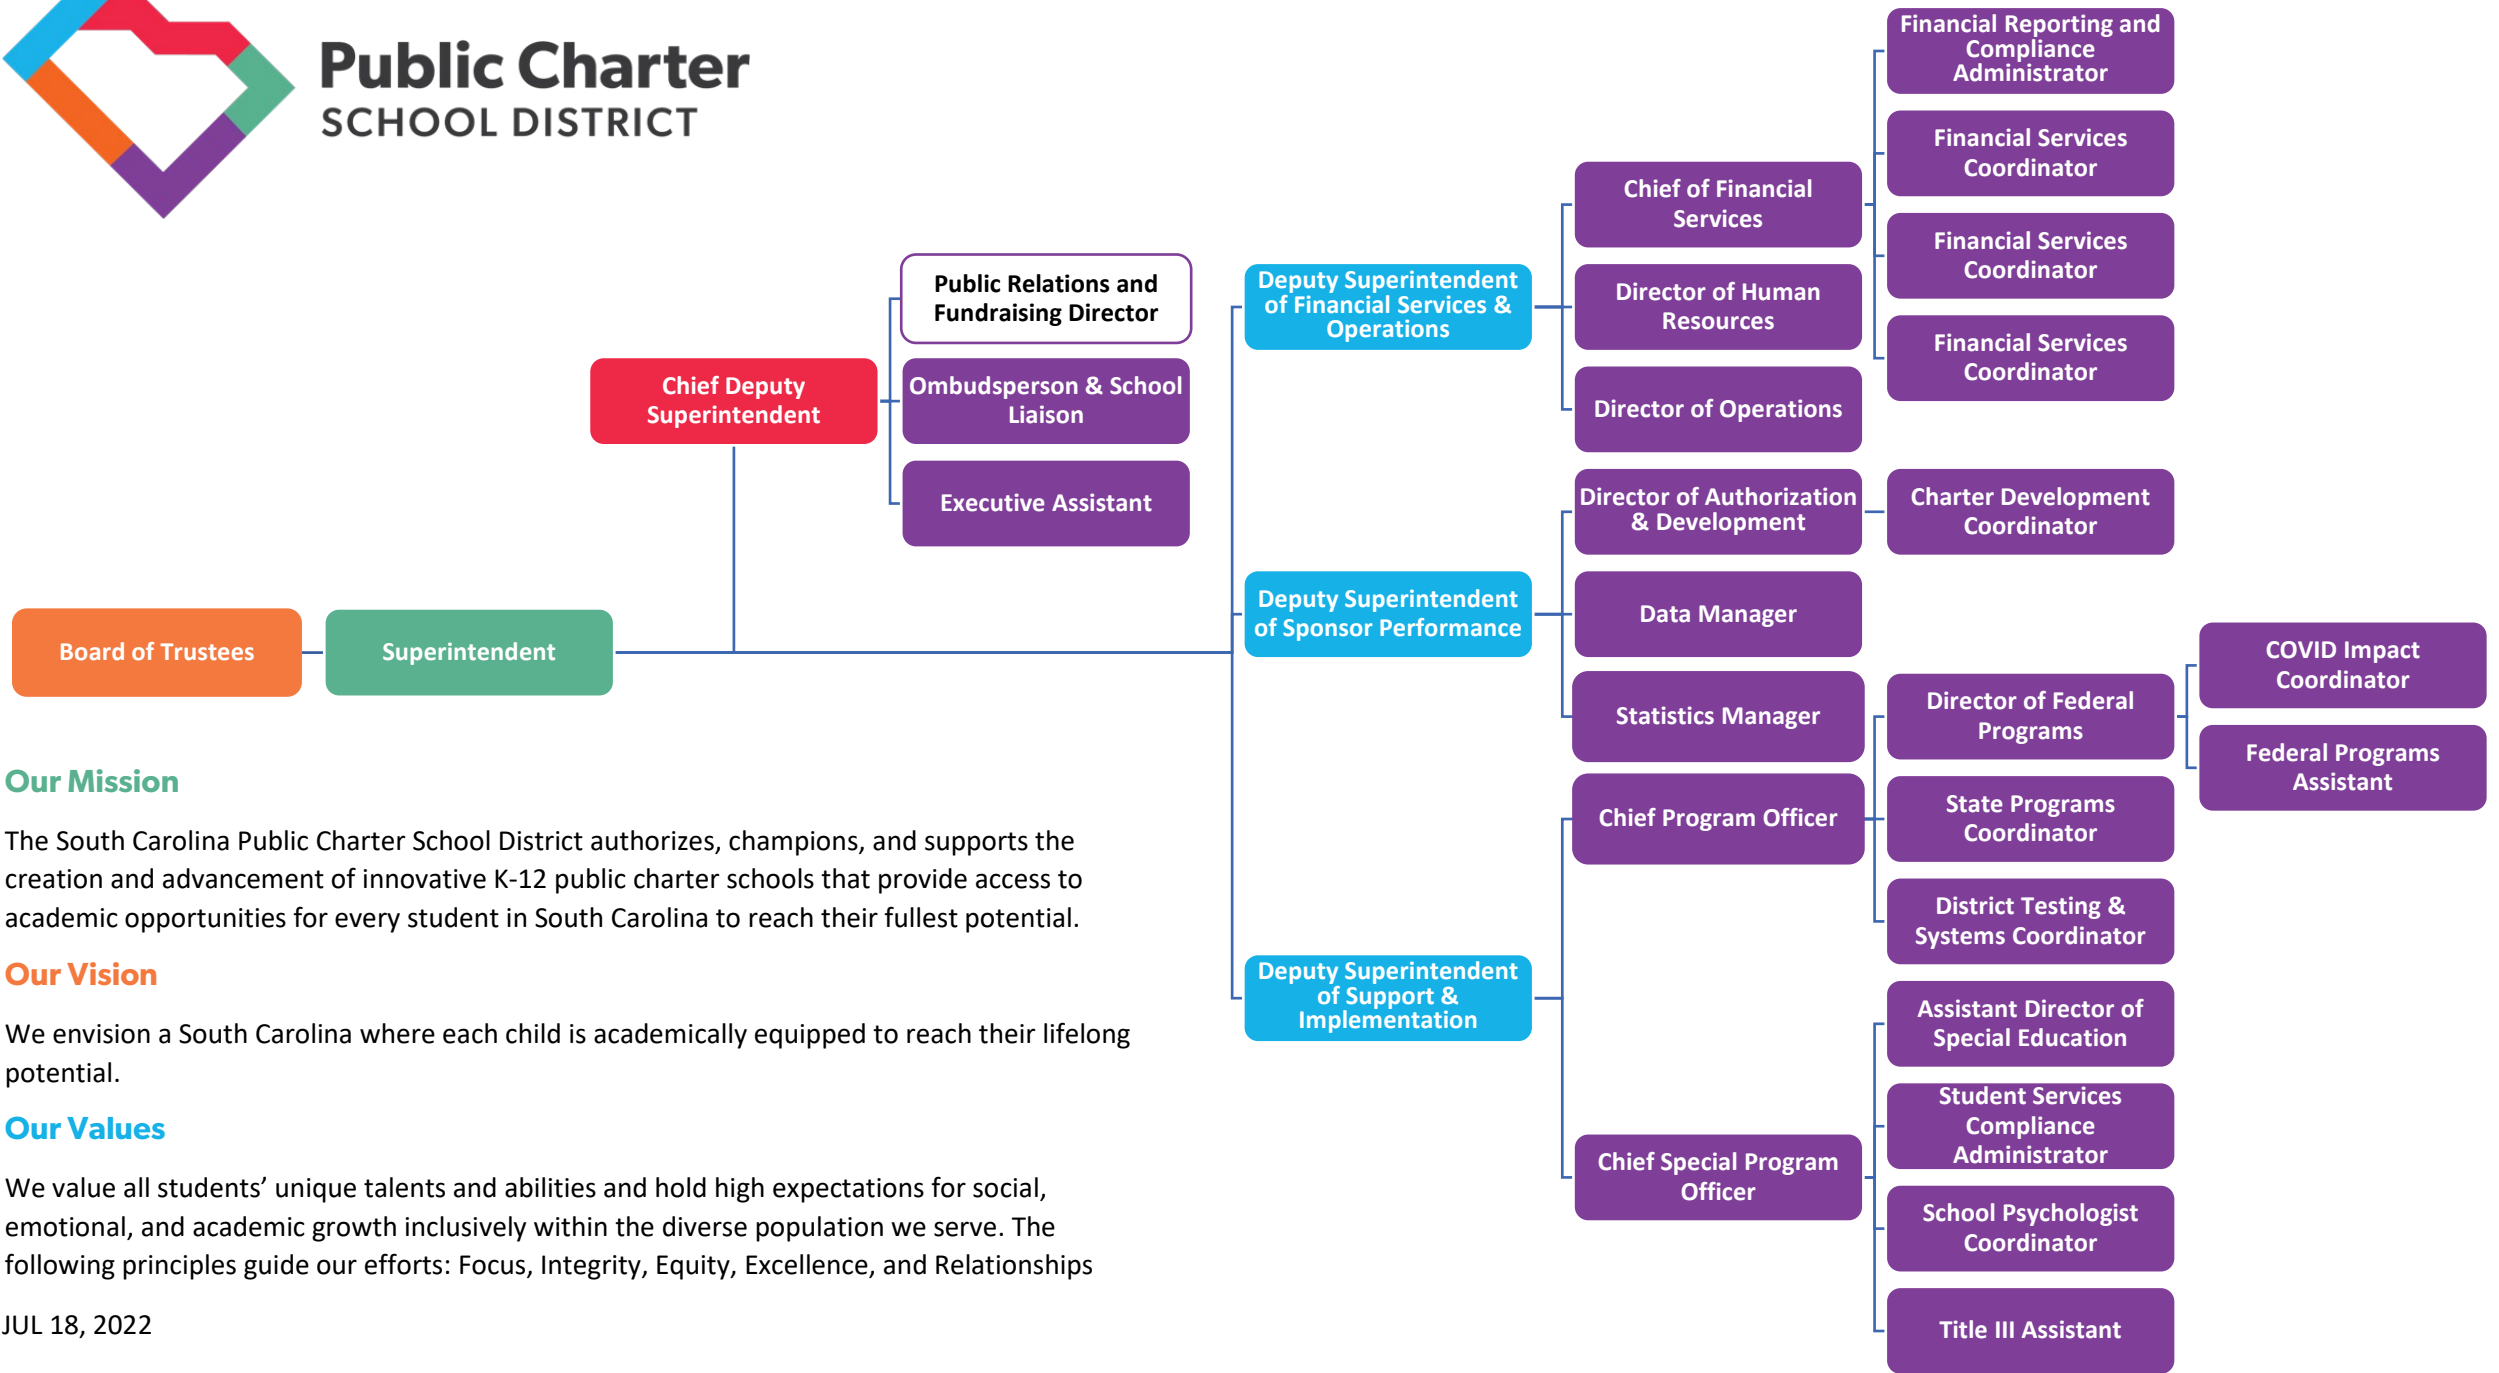 Public Charter
SCHOOL DISTRICT
Board of Trustees
Superintendent
Chief Deputy
Superintendent
Public Relations and
Fundraising Director
Ombudsperson & School
Liaison
Executive Assistant
Deputy Superintendent
of Financial Services &
Operations
Chief of Financial
Services
Financial Reporting and
Compliance
Administrator
Financial Services
Coordinator
Financial Services
Coordinator
Financial Services
Coordinator
Director of Human
Resources
Director of Operations
Deputy Superintendent
of Sponsor Performance
Director of Authorization
& Development
Charter Development
Coordinator
Data Manager
Statistics Manager
Deputy Superintendent
of Support &
Implementation
Chief Program Officer
Director of Federal
Programs
COVID Impact
Coordinator
Federal Programs
Assistant
State Programs
Coordinator
District Testing &
Systems Coordinator
Chief Special Program
Officer
Assistant Director of
Special Education
Student Services
Compliance
Administrator
School Psychologist
Coordinator
Title III Assistant
Our Mission
The South Carolina Public Charter School District authorizes, champions, and supports the
creation and advancement of innovative K-12 public charter schools that provide access to
academic opportunities for every student in South Carolina to reach their fullest potential.
Our Vision
We envision a South Carolina where each child is academically equipped to reach their lifelong
potential.
Our Values
We value all students’ unique talents and abilities and hold high expectations for social,
emotional, and academic growth inclusively within the diverse population we serve. The
following principles guide our efforts: Focus, Integrity, Equity, Excellence, and Relationships
JUL 18, 2022